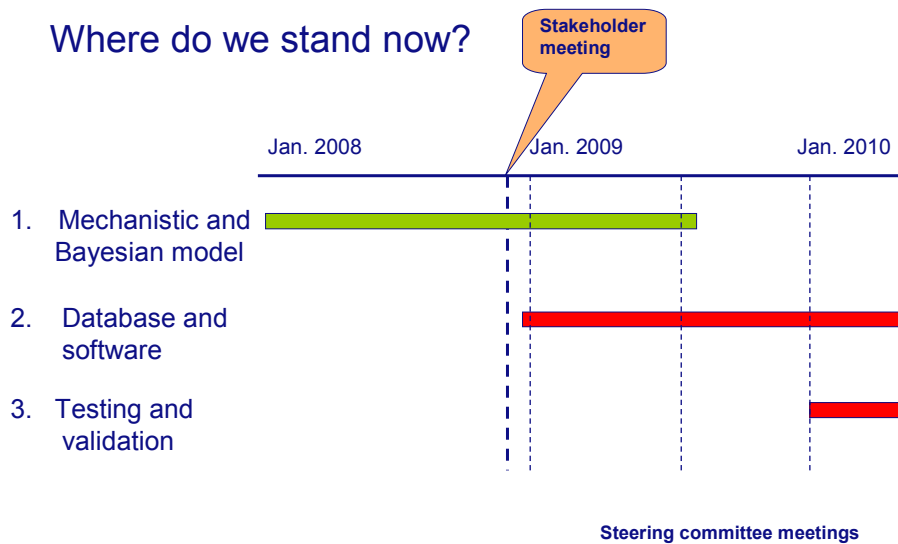 Where do we stand now?
Stakeholder
meeting
Jan. 2008
Jan. 2009
Jan. 2010
1. Mechanistic and
Bayesian model
2. Database and
software
3. Testing and
validation
Steering committee meetings